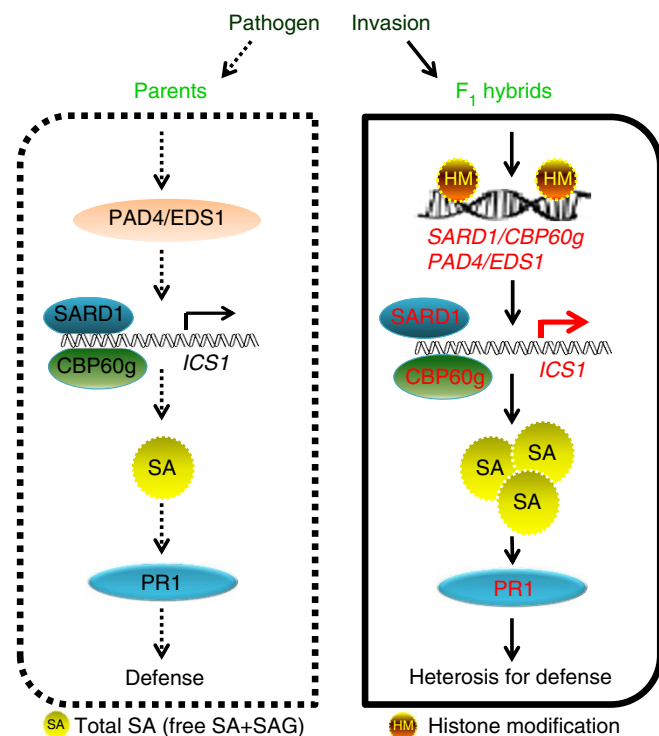 Pathogen Invasion
Parents
F1 hybrids
PAD4/EDS1
SARD1
CBP60g
ICS1
SA
PR1
Defense
HM HM
SARD1/CBP60g
PAD4/EDS1
SARD1
CBP60g
ICS1
SA
SA
SA
PR1
Heterosis for defense
SA Total SA (free SA+SAG)
HM Histone modification